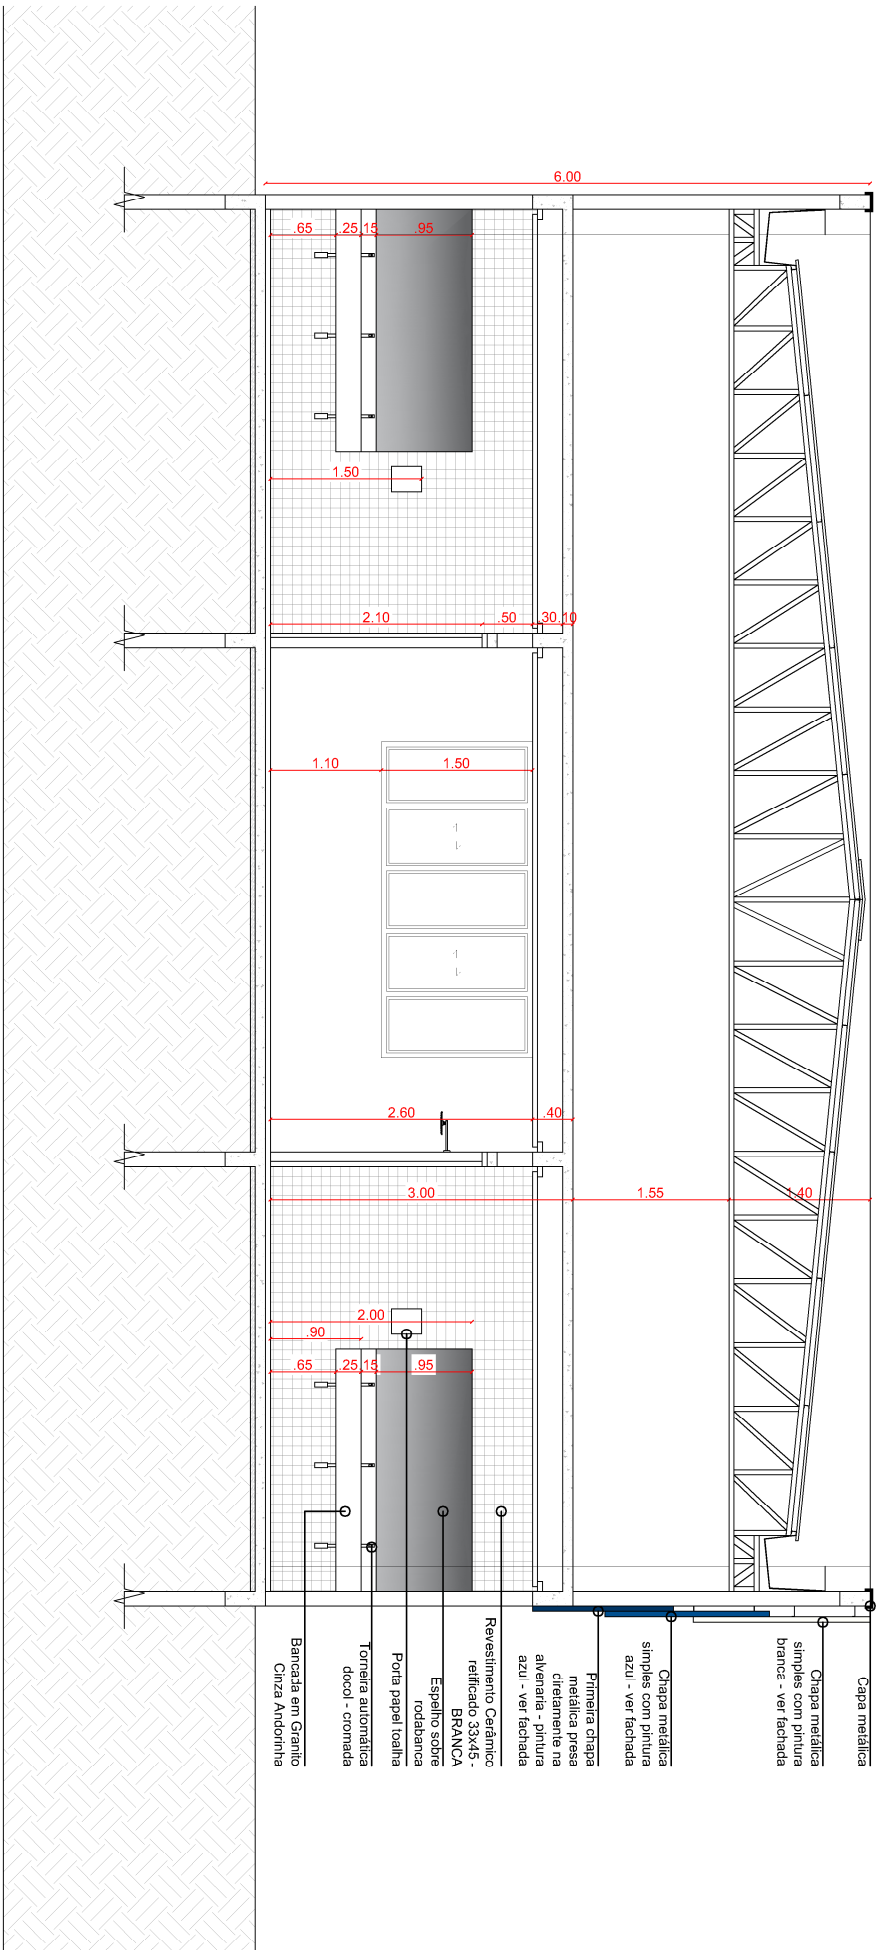 6.00
.65
.25
.15
.95
1.50
2.10
.50
.30
.10
1.10
1.50
2.60
.40
3.00
1.55
1.40
2.00
.90
.65
.25
.15
.95
Capa metálica
Chapa metálica
simples com pintura
branca - ver fachada
Chapa metálica
simples com pintura
azul - ver fachada
Primeira chapa
metálica presa
diretamente na
alvenaria - pintura
azul - ver fachada
Revestimento Cerâmico
retificado 33x45 -
BRANCA
Espelho sobre
rodabanca
Porta papel toalha
Torneira automática
docol - cromada
Bancada em Granito
Cinza Andorinha